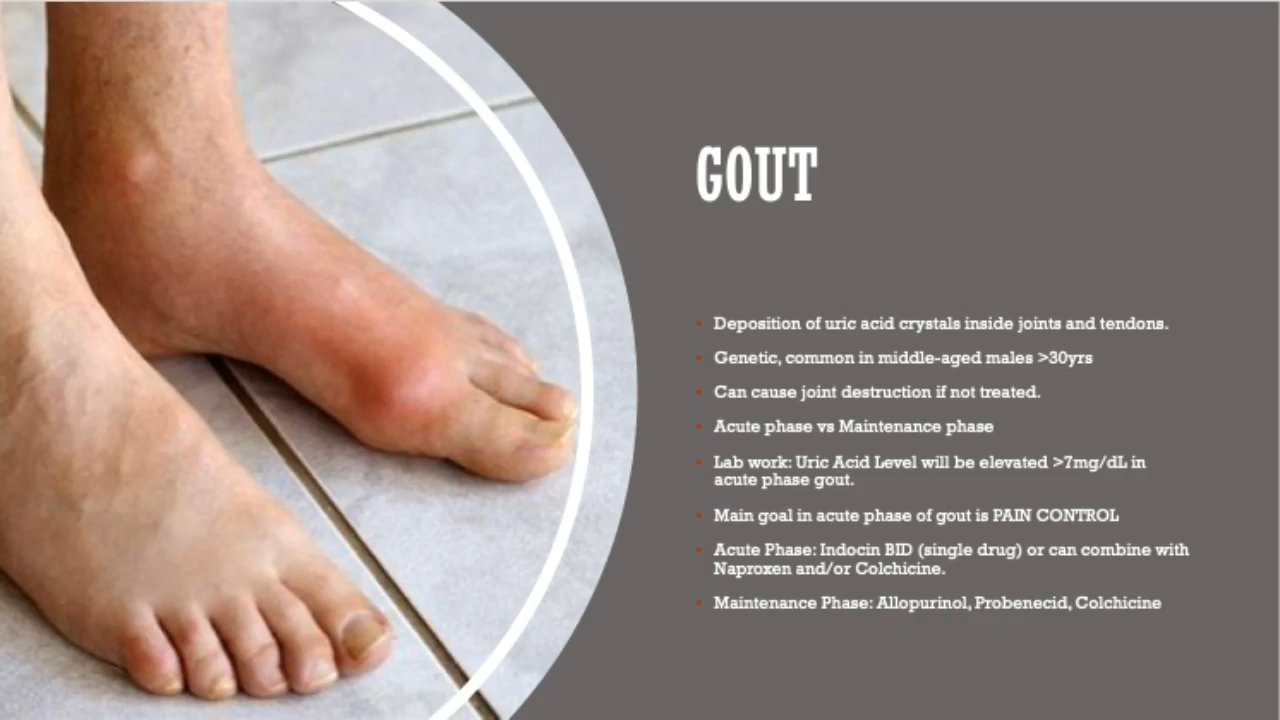 GOUT
Deposition of uric acid crystals inside joints and tendons.
Genetic, common in middle-aged males >30yrs
Can cause joint destruction if not treated.
Acute phase vs Maintenance phase
Lab work: Uric Acid Level will be elevated >7mg/dL in
acute phase gout.
Main goal in acute phase of gout is PAIN CONTROL
Acute Phase: Indocin BID (single drug) or can combine with
Naproxen and/or Colchicine.
Maintenance Phase: Allopurinol, Probenecid, Colchicine